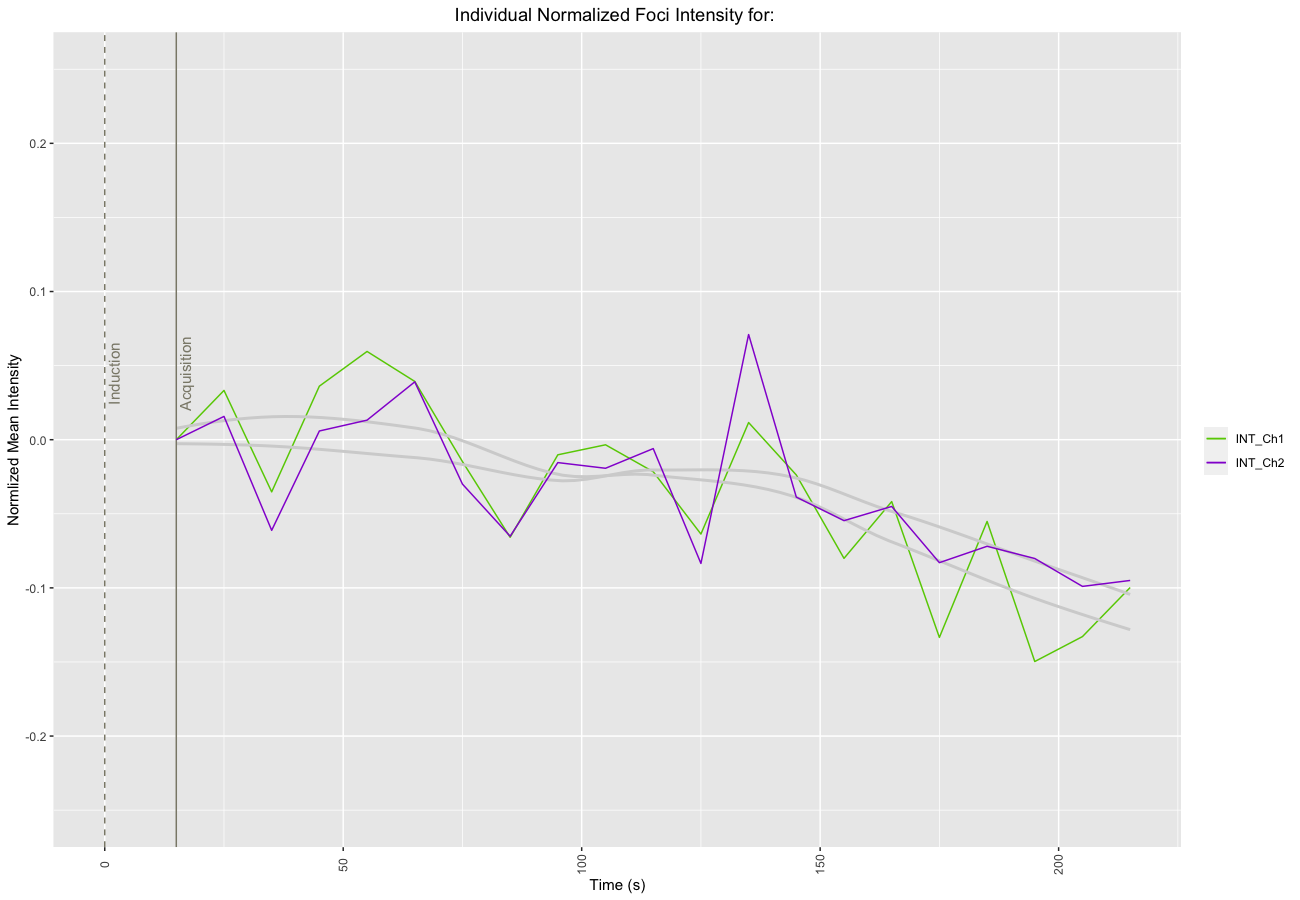 Individual Normalized Foci Intensity for:
Normlized Mean Intensity
0.2
0.1
0.0
-0.1
-0.2
Induction
Acquisition
INT_Ch1
INT_Ch2
0
50
100
150
200
Time (s)